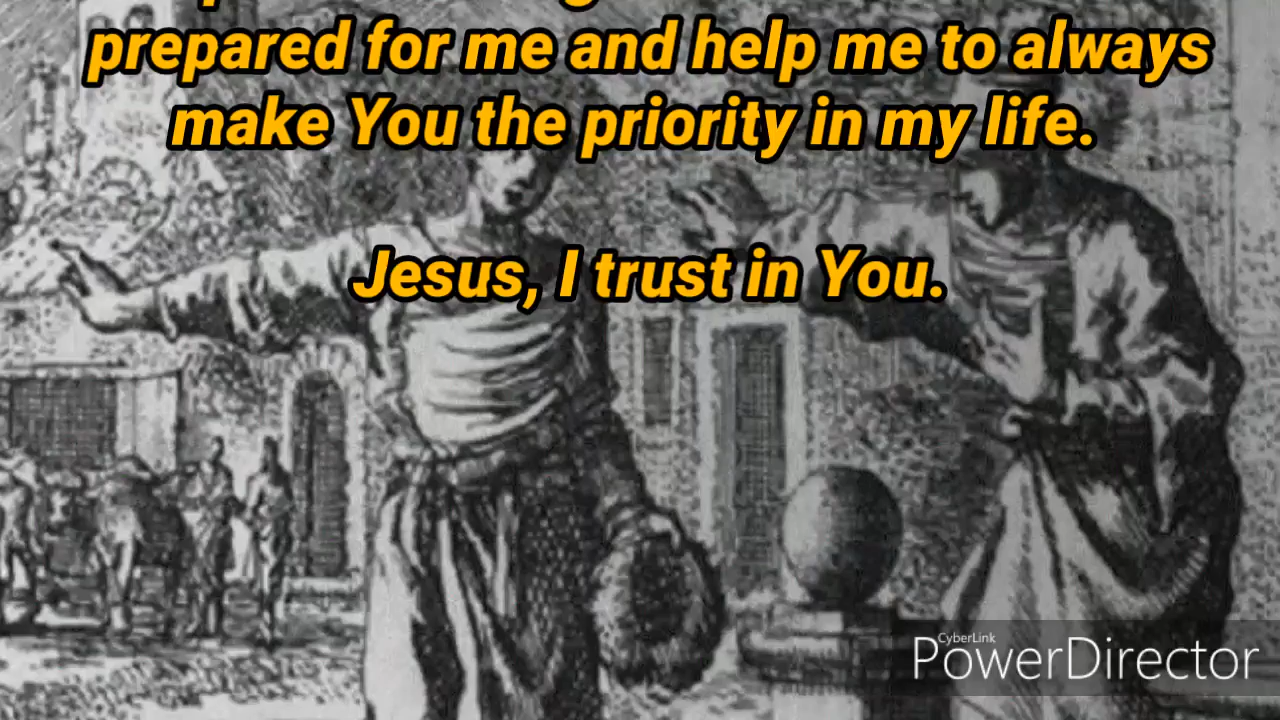 prepared for me and help me to always
make You the priority in my life.
Jesus, I trust in You.
CyberLink
PowerDirector